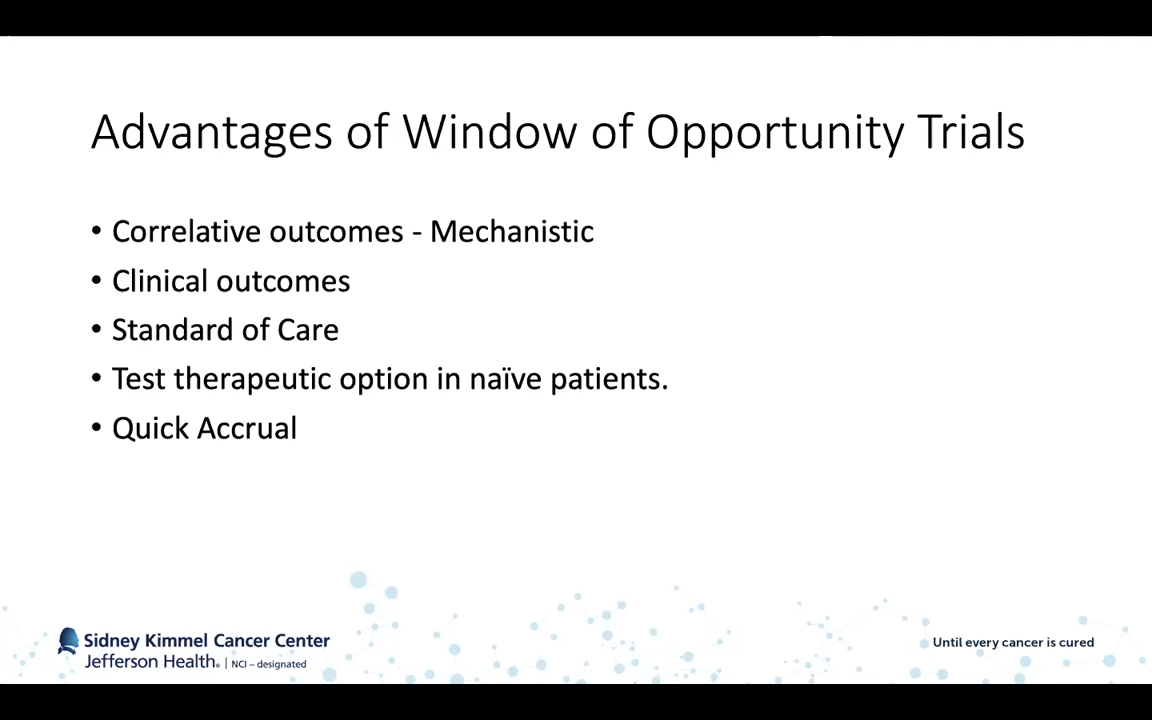 Advantages of Window of Opportunity Trials
• Correlative outcomes - Mechanistic
• Clinical outcomes
• Standard of Care
• Test therapeutic option in naïve patients.
• Quick Accrual
Sidney Kimmel Cancer Center
Jefferson Health® | NCI – designated
Until every cancer is cured